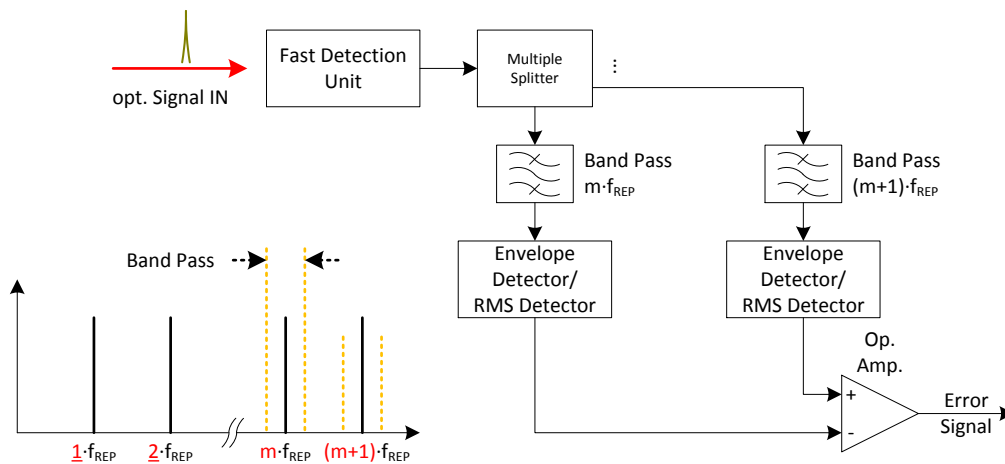 opt. Signal IN
Fast Detection
Unit
Multiple
Splitter
...
Band Pass
m·fREP
Band Pass
(m+1)·fREP
Envelope
Detector/
RMS Detector
Envelope
Detector/
RMS Detector
Band Pass
1·fREP
2·fREP
m·fREP
(m+1)·fREP
Op.
Amp.
+
-
Error
Signal